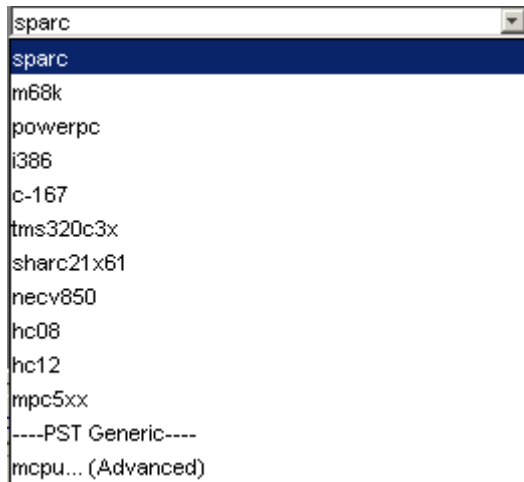 sparc
sparc
m68k
powerpc
i386
c-167
tms320c3x
sharc21x61
necv850
hc08
hc12
mpc5xx
----PST Generic----
mcpu... (Advanced)